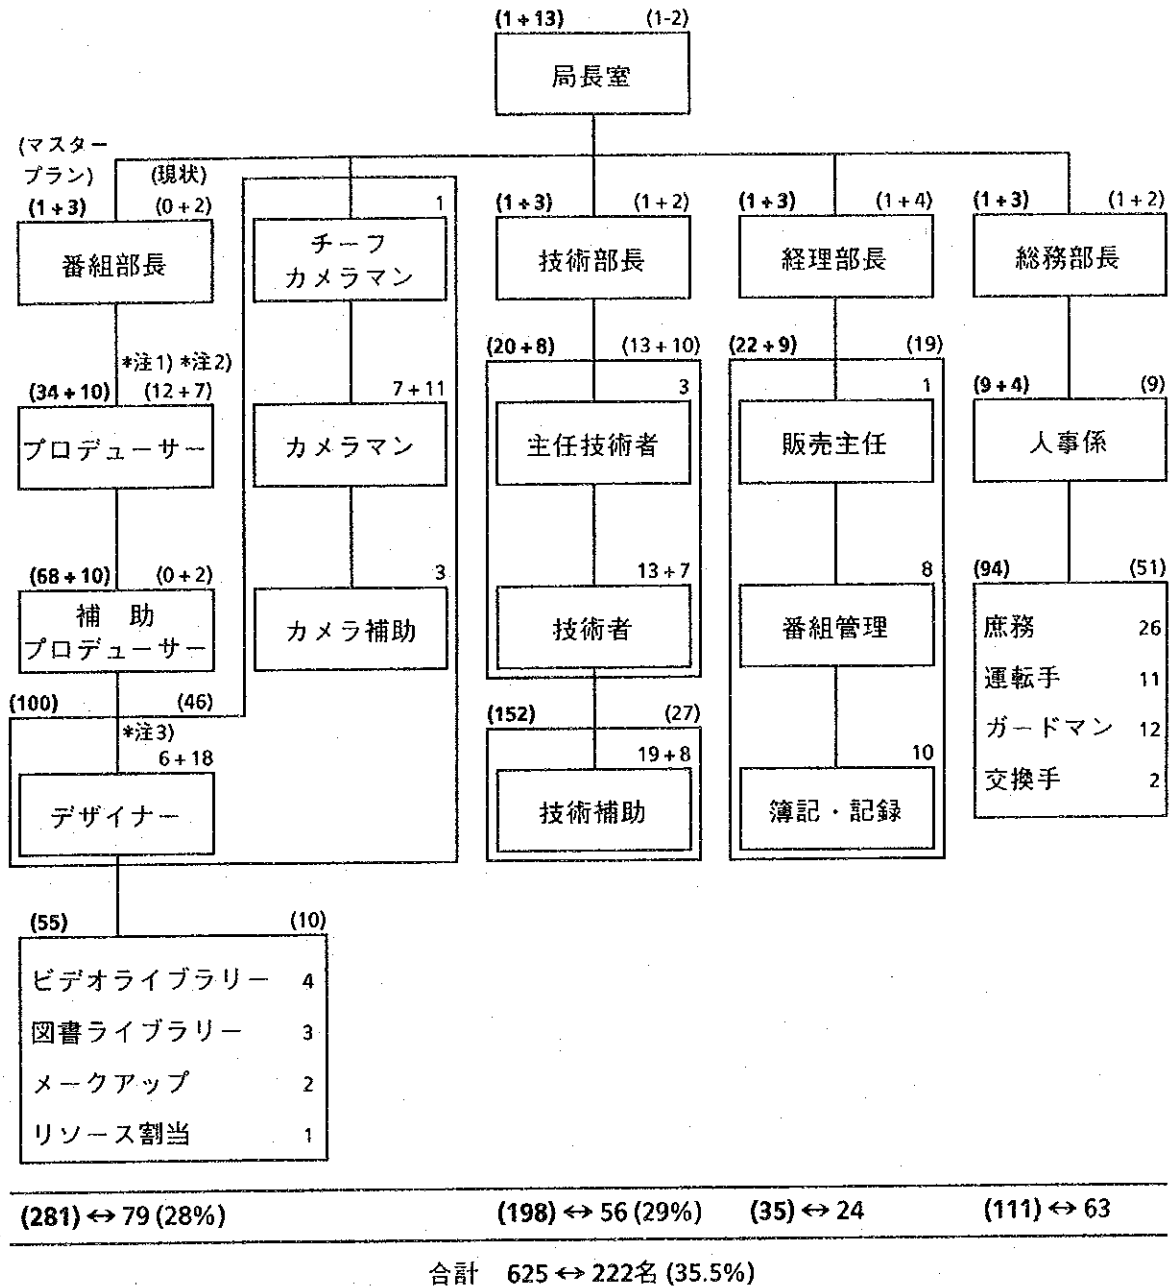 (1+13) (1-2)
局長室
(マスター
プラン) (現状)
(1+3) (0+2)
番組部長
*注1) *注2)
(34+10) (12+7)
プロデューサー
(68+10) (0+2)
補 助
プロデューサー
(100) (46)
*注3)
6+18
デザイナー
(55) (10)
ビデオライブラリー 4
図書ライブラリー 3
メークアップ 2
リソース割当 1
1
チーフ
カメラマン
7+11
カメラマン
3
カメラ補助
(1+3) (1+2)
技術部長
(20+8) (13+10)
3
主任技術者
13+7
技術者
(152) (27)
19+8
技術補助
(1+3) (1+4)
経理部長
(22+9) (19)
1
販売主任
8
番組管理
10
簿記・記録
(1+3) (1+2)
総務部長
(9+4) (9)
人事係
(94) (51)
庶務 26
運転手 11
ガードマン 12
交換手 2
(281) ↔ 79 (28%) (198) ↔ 56 (29%) (35) ↔ 24 (111) ↔ 63
合計 625 ↔ 222名 (35.5%)